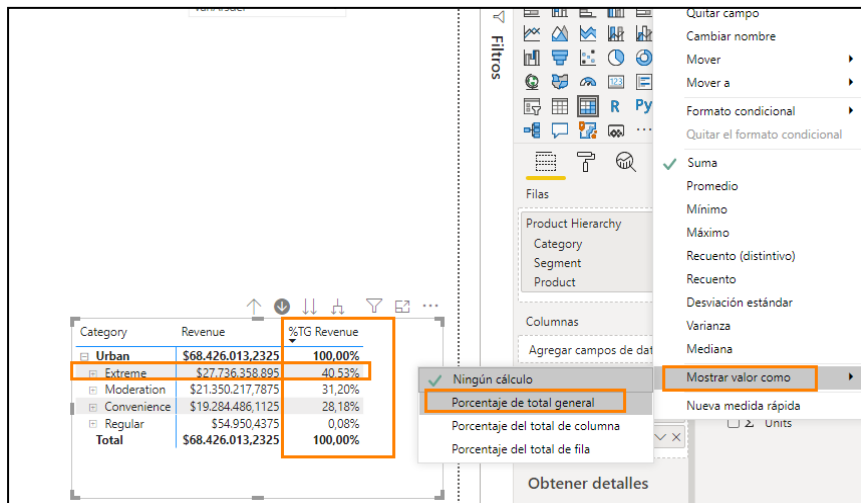 Filtros
Filas
Product Hierarchy
Category
Segment
Product
Columnas
Agregar campos de dat
Obtener detalles
Σ Units
Quitar campo
Cambiar nombre
Mover
Mover a
Formato condicional
Quitar el formato condicional
Suma
Promedio
Mínimo
Máximo
Recuento (distintivo)
Recuento
Desviación estándar
Varianza
Mediana
Mostrar valor como
Nueva medida rápida
Ningún cálculo
Porcentaje de total general
Porcentaje del total de columna
Porcentaje del total de fila
Category Revenue %TG Revenue
Urban $68.426.013,2325 100,00%
Extreme $27.736.358.895 40,53%
Moderation $21.350.217,7875 31,20%
Convenience $19.284.486,1125 28,18%
Regular $54.950,4375 0,08%
Total $68.426.013,2325 100,00%
R Py
123